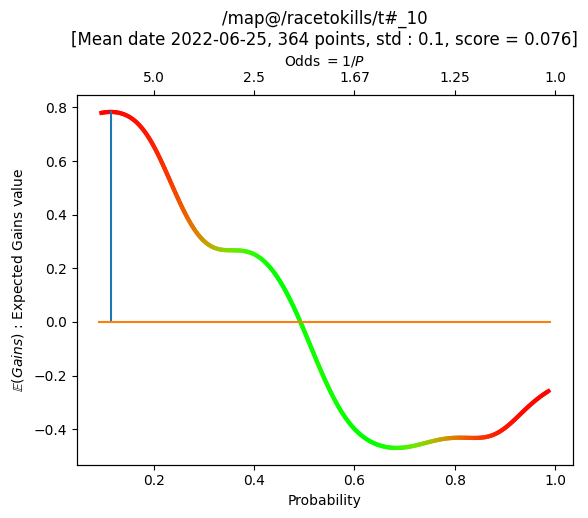 /map@/racetokills/t#_10
[Mean date 2022-06-25, 364 points, std : 0.1, score = 0.076]
Odds = 1/P
5.0 2.5 1.67 1.25 1.0
0.8
0.6
0.4
0.2
0.0
−0.2
−0.4
𝔼(Gains) : Expected Gains value
0.2 0.4 0.6 0.8 1.0
Probability